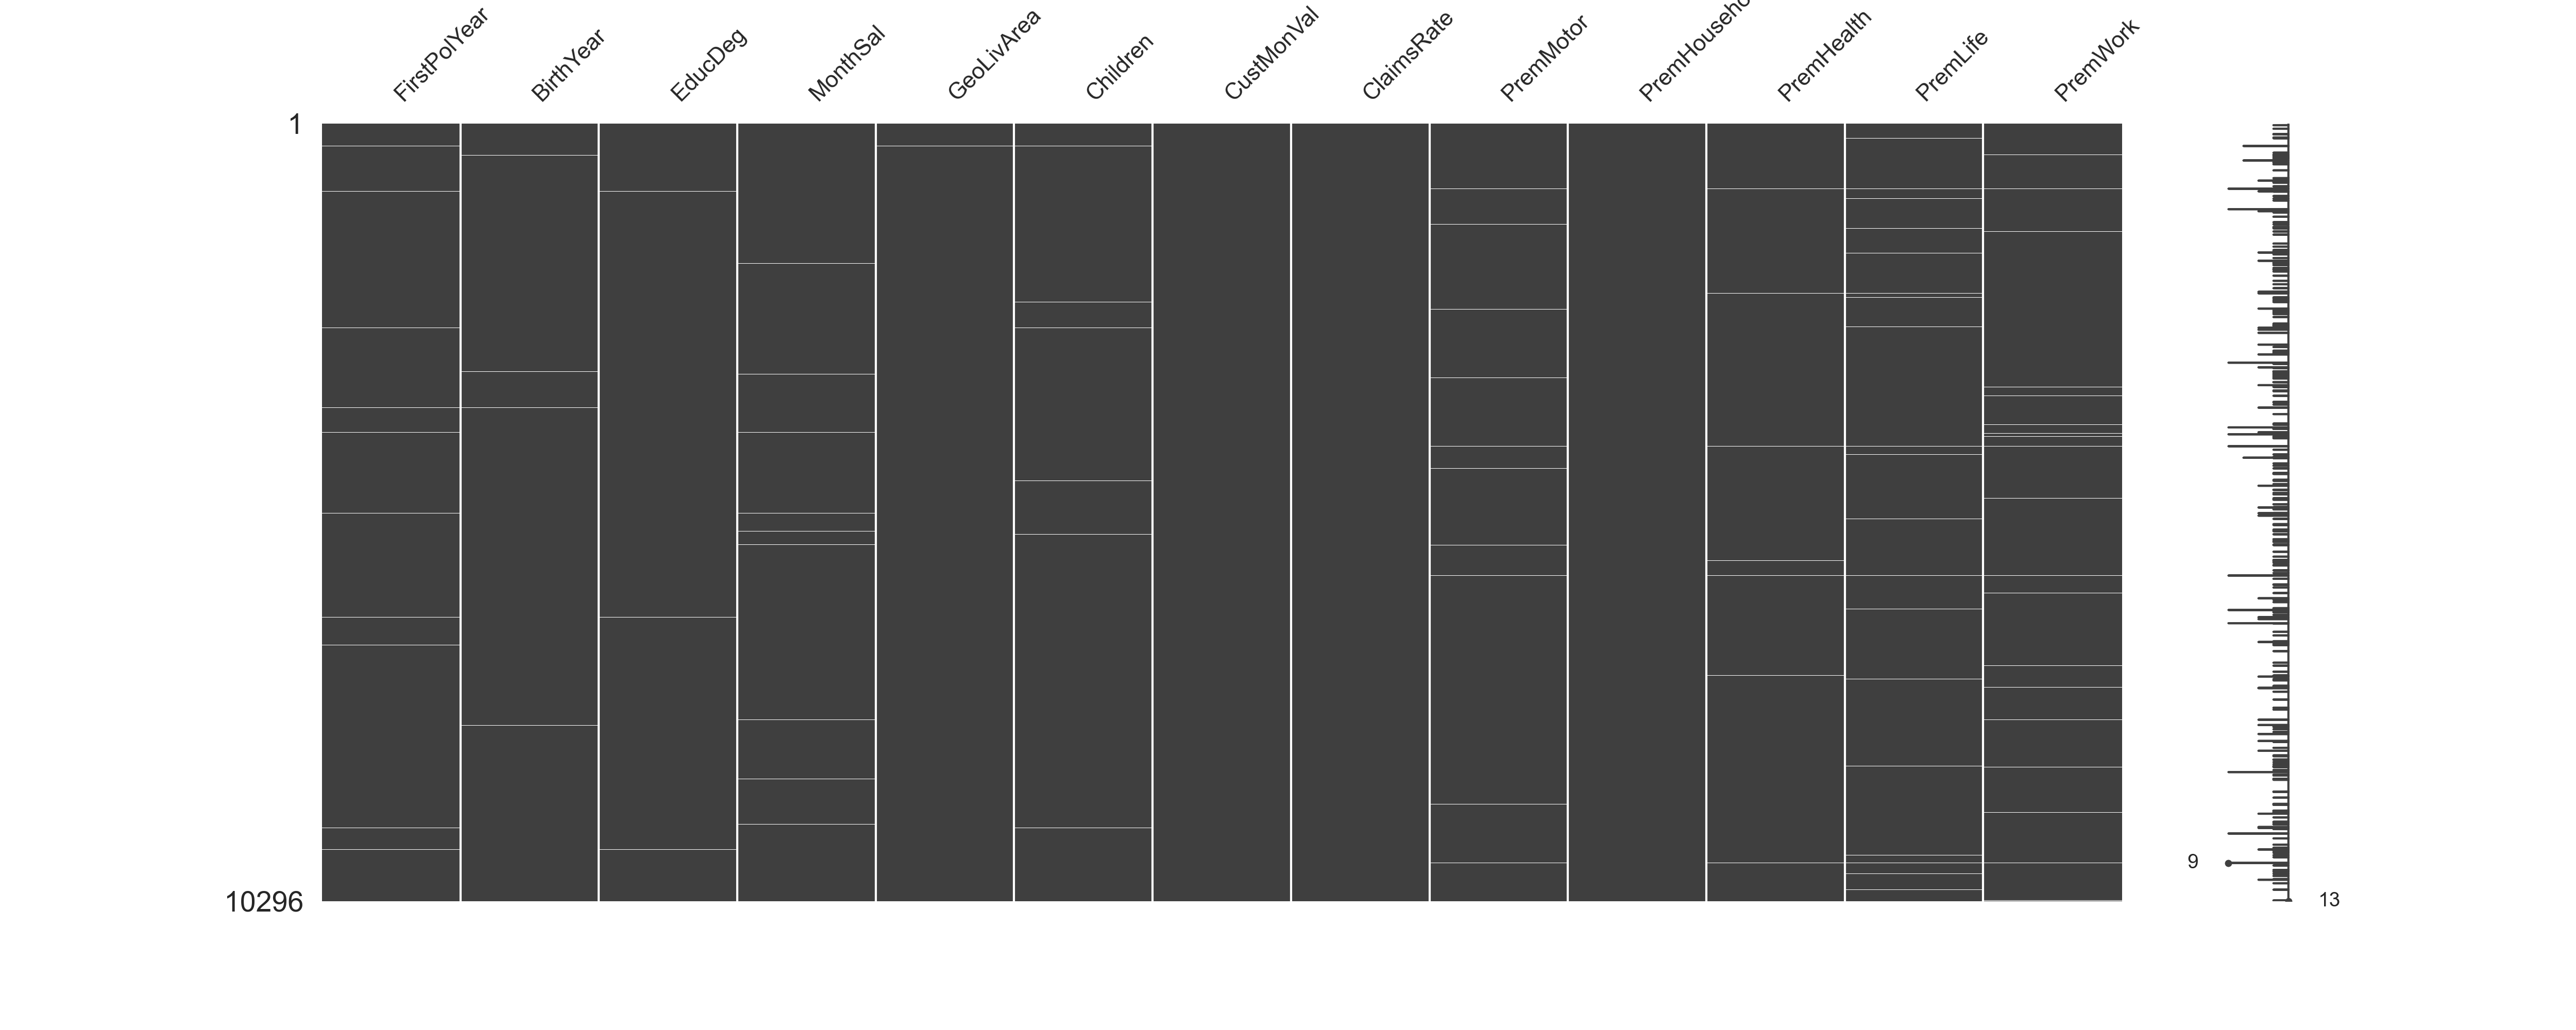 FirstPolYear
BirthYear
EducDeg
MonthSal
GeoLivArea
Children
CustMonVal
ClaimsRate
PremMotor
PremHouseho
PremHealth
PremLife
PremWork
1
9
10296
13